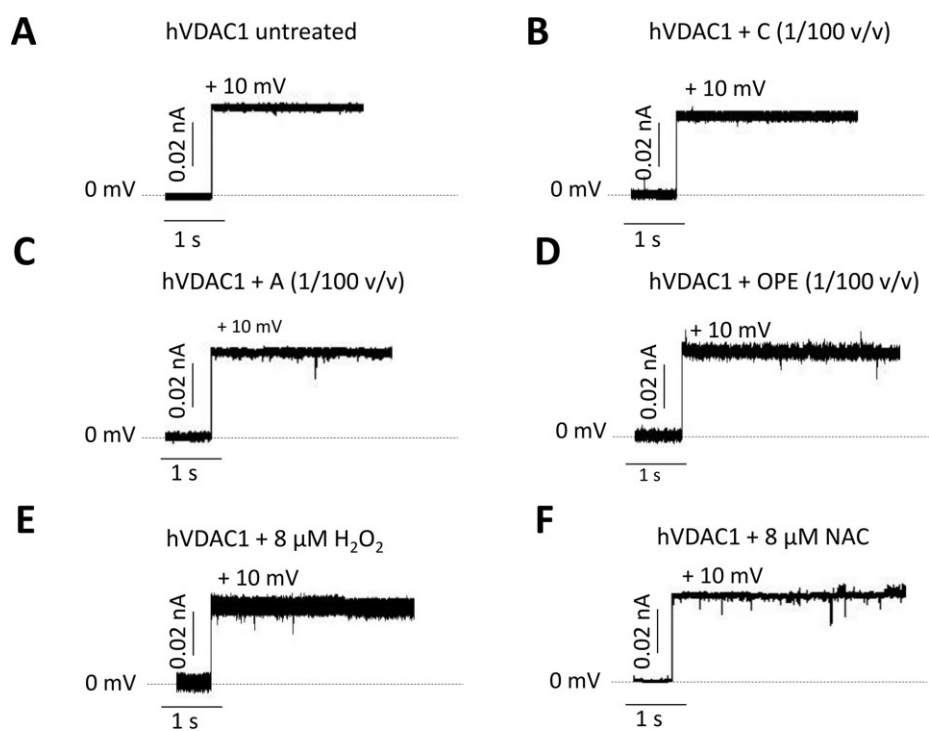 A
hVDAC1 untreated
+ 10 mV
0.02 nA
0 mV
1 s
B
hVDAC1 + C (1/100 v/v)
+ 10 mV
0.02 nA
0 mV
1 s
C
hVDAC1 + A (1/100 v/v)
+ 10 mV
0.02 nA
0 mV
1 s
D
hVDAC1 + OPE (1/100 v/v)
+ 10 mV
0.02 nA
0 mV
1 s
E
hVDAC1 + 8 µM H₂O₂
+ 10 mV
0.02 nA
0 mV
1 s
F
hVDAC1 + 8 µM NAC
+ 10 mV
0.02 nA
0 mV
1 s